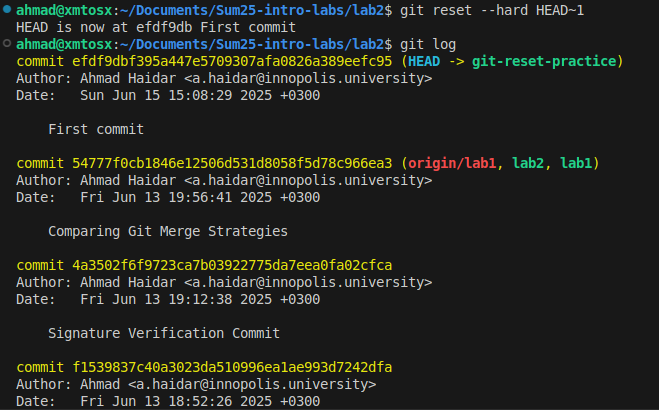 ahmad@xmtosx:~/Documents/Sum25-intro-labs/lab2$ git reset --hard HEAD~1
HEAD is now at efdf9db First commit
ahmad@xmtosx:~/Documents/Sum25-intro-labs/lab2$ git log
commit efdf9dbf395a447e5709307afa0826a389eefc95 (HEAD -> git-reset-practice)
Author: Ahmad Haidar <a.haidar@innopolis.university>
Date:   Sun Jun 15 15:08:29 2025 +0300
First commit
commit 54777f0cb1846e12506d531d8058f5d78c966ea3 (origin/lab1, lab2, lab1)
Author: Ahmad Haidar <a.haidar@innopolis.university>
Date:   Fri Jun 13 19:56:41 2025 +0300
Comparing Git Merge Strategies
commit 4a3502f6f9723ca7b03922775da7eea0fa02cfca
Author: Ahmad Haidar <a.haidar@innopolis.university>
Date:   Fri Jun 13 19:12:38 2025 +0300
Signature Verification Commit
commit f1539837c40a3023da510996ea1ae993d7242dfa
Author: Ahmad <a.haidar@innopolis.university>
Date:   Fri Jun 13 18:52:26 2025 +0300